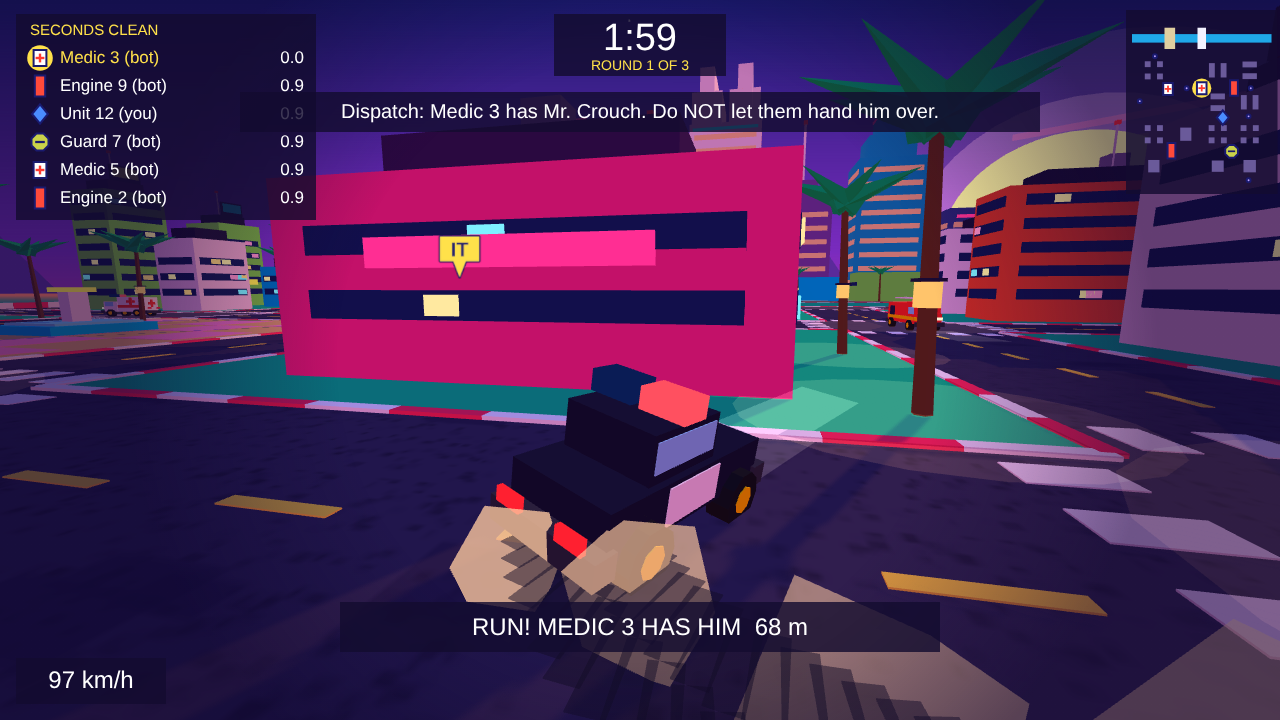 SECONDS CLEAN
Medic 3 (bot) 0.0
Engine 9 (bot) 0.9
Unit 12 (you) 0.9
Guard 7 (bot) 0.9
Medic 5 (bot) 0.9
Engine 2 (bot) 0.9
1:59
ROUND 1 OF 3
Dispatch: Medic 3 has Mr. Crouch. Do NOT let them hand him over.
IT
RUN! MEDIC 3 HAS HIM 68 m
97 km/h